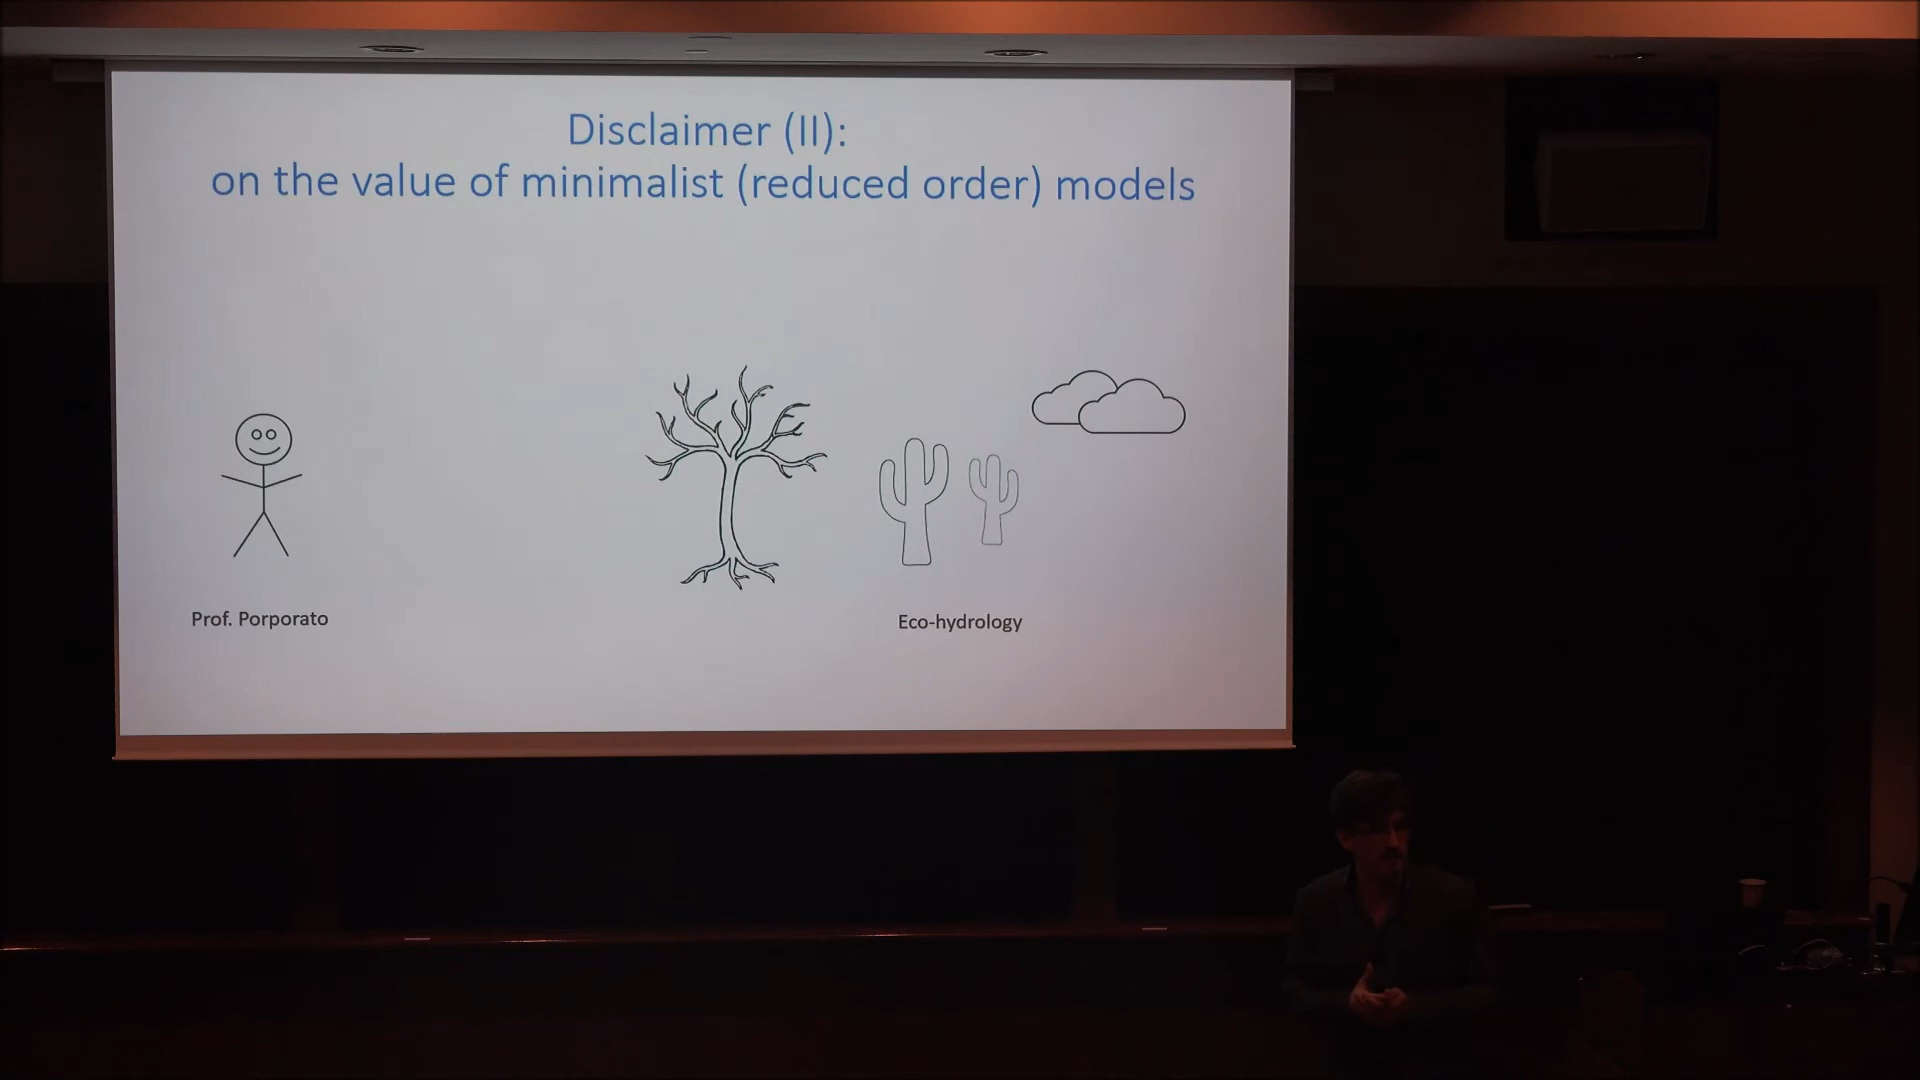 Disclaimer (II):
on the value of minimalist (reduced order) models
Prof. Porporato
Eco-hydrology